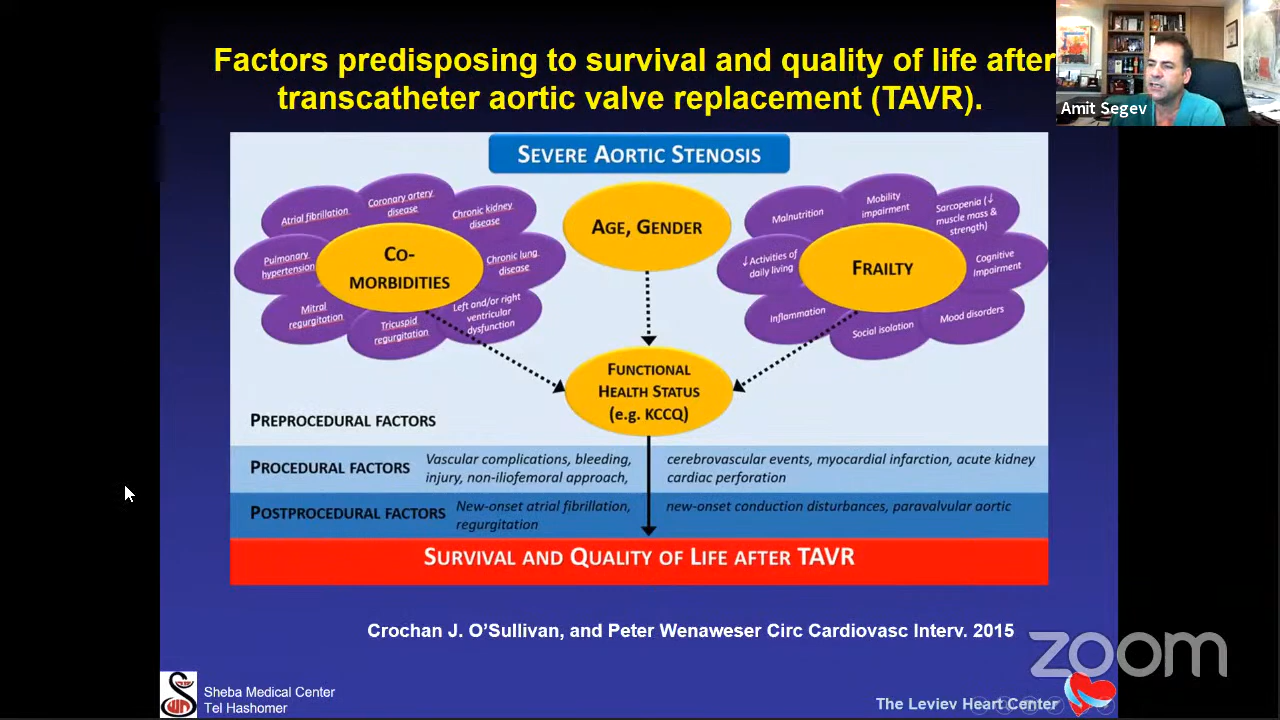 Factors predisposing to survival and quality of life after
transcatheter aortic valve replacement (TAVR).
Amit Segev
SEVERE AORTIC STENOSIS
Atrial fibrillation
Coronary artery
disease
Chronic kidney
disease
Pulmonary
hypertension
CO-
MORBIDITIES
Chronic lung
disease
Mitral
regurgitation
Tricuspid
regurgitation
Left and/or right
ventricular
dysfunction
AGE, GENDER
Malnutrition
Mobility
impairment
Sarcopenia (↓
muscle mass &
strength)
↓Activities of
daily living
FRAILTY
Cognitive
Impairment
Inflammation
Social isolation
Mood disorders
FUNCTIONAL
HEALTH STATUS
(e.g. KCCQ)
PREPROCEDURAL FACTORS
PROCEDURAL FACTORS
Vascular complications, bleeding, cerebrovascular events, myocardial infarction, acute kidney
injury, non-iliofemoral approach, cardiac perforation
POSTPROCEDURAL FACTORS
New-onset atrial fibrillation, new-onset conduction disturbances, paravalvular aortic
regurgitation
SURVIVAL AND QUALITY OF LIFE AFTER TAVR
Crochan J. O’Sullivan, and Peter Wenaweser Circ Cardiovasc Interv. 2015
zoom
Sheba Medical Center
Tel Hashomer
The Leviev Heart Center